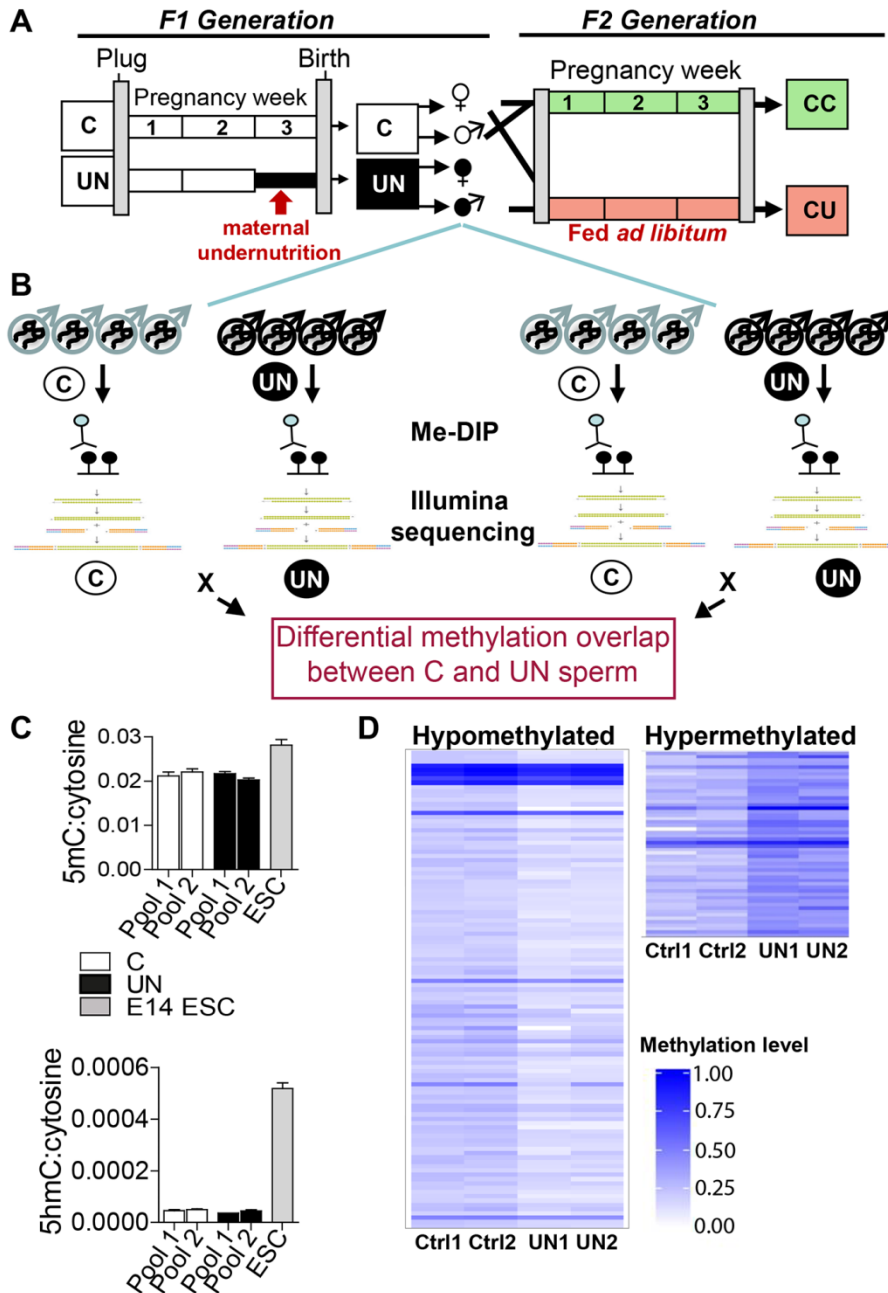 A
F1 Generation
F2 Generation
Plug
Birth
Pregnancy week
Pregnancy week
C
1 2 3
C
♀
♂
1 2 3
CC
UN
UN
♀
♂
CU
maternal
undernutrition
Fed ad libitum
B
C
UN
C
UN
Me-DIP
Illumina
sequencing
C
X
UN
C
X
UN
Differential methylation overlap
between C and UN sperm
C
5mC:cytosine
0.03
0.02
0.01
0.00
Pool 1
Pool 2
Pool 1
Pool 2
ESC
C
UN
E14 ESC
5hmC:cytosine
0.0006
0.0004
0.0002
0.0000
Pool 1
Pool 2
Pool 1
Pool 2
ESC
D
Hypomethylated
Hypermethylated
Ctrl1 Ctrl2 UN1 UN2
Ctrl1 Ctrl2 UN1 UN2
Methylation level
1.00
0.75
0.50
0.25
0.00